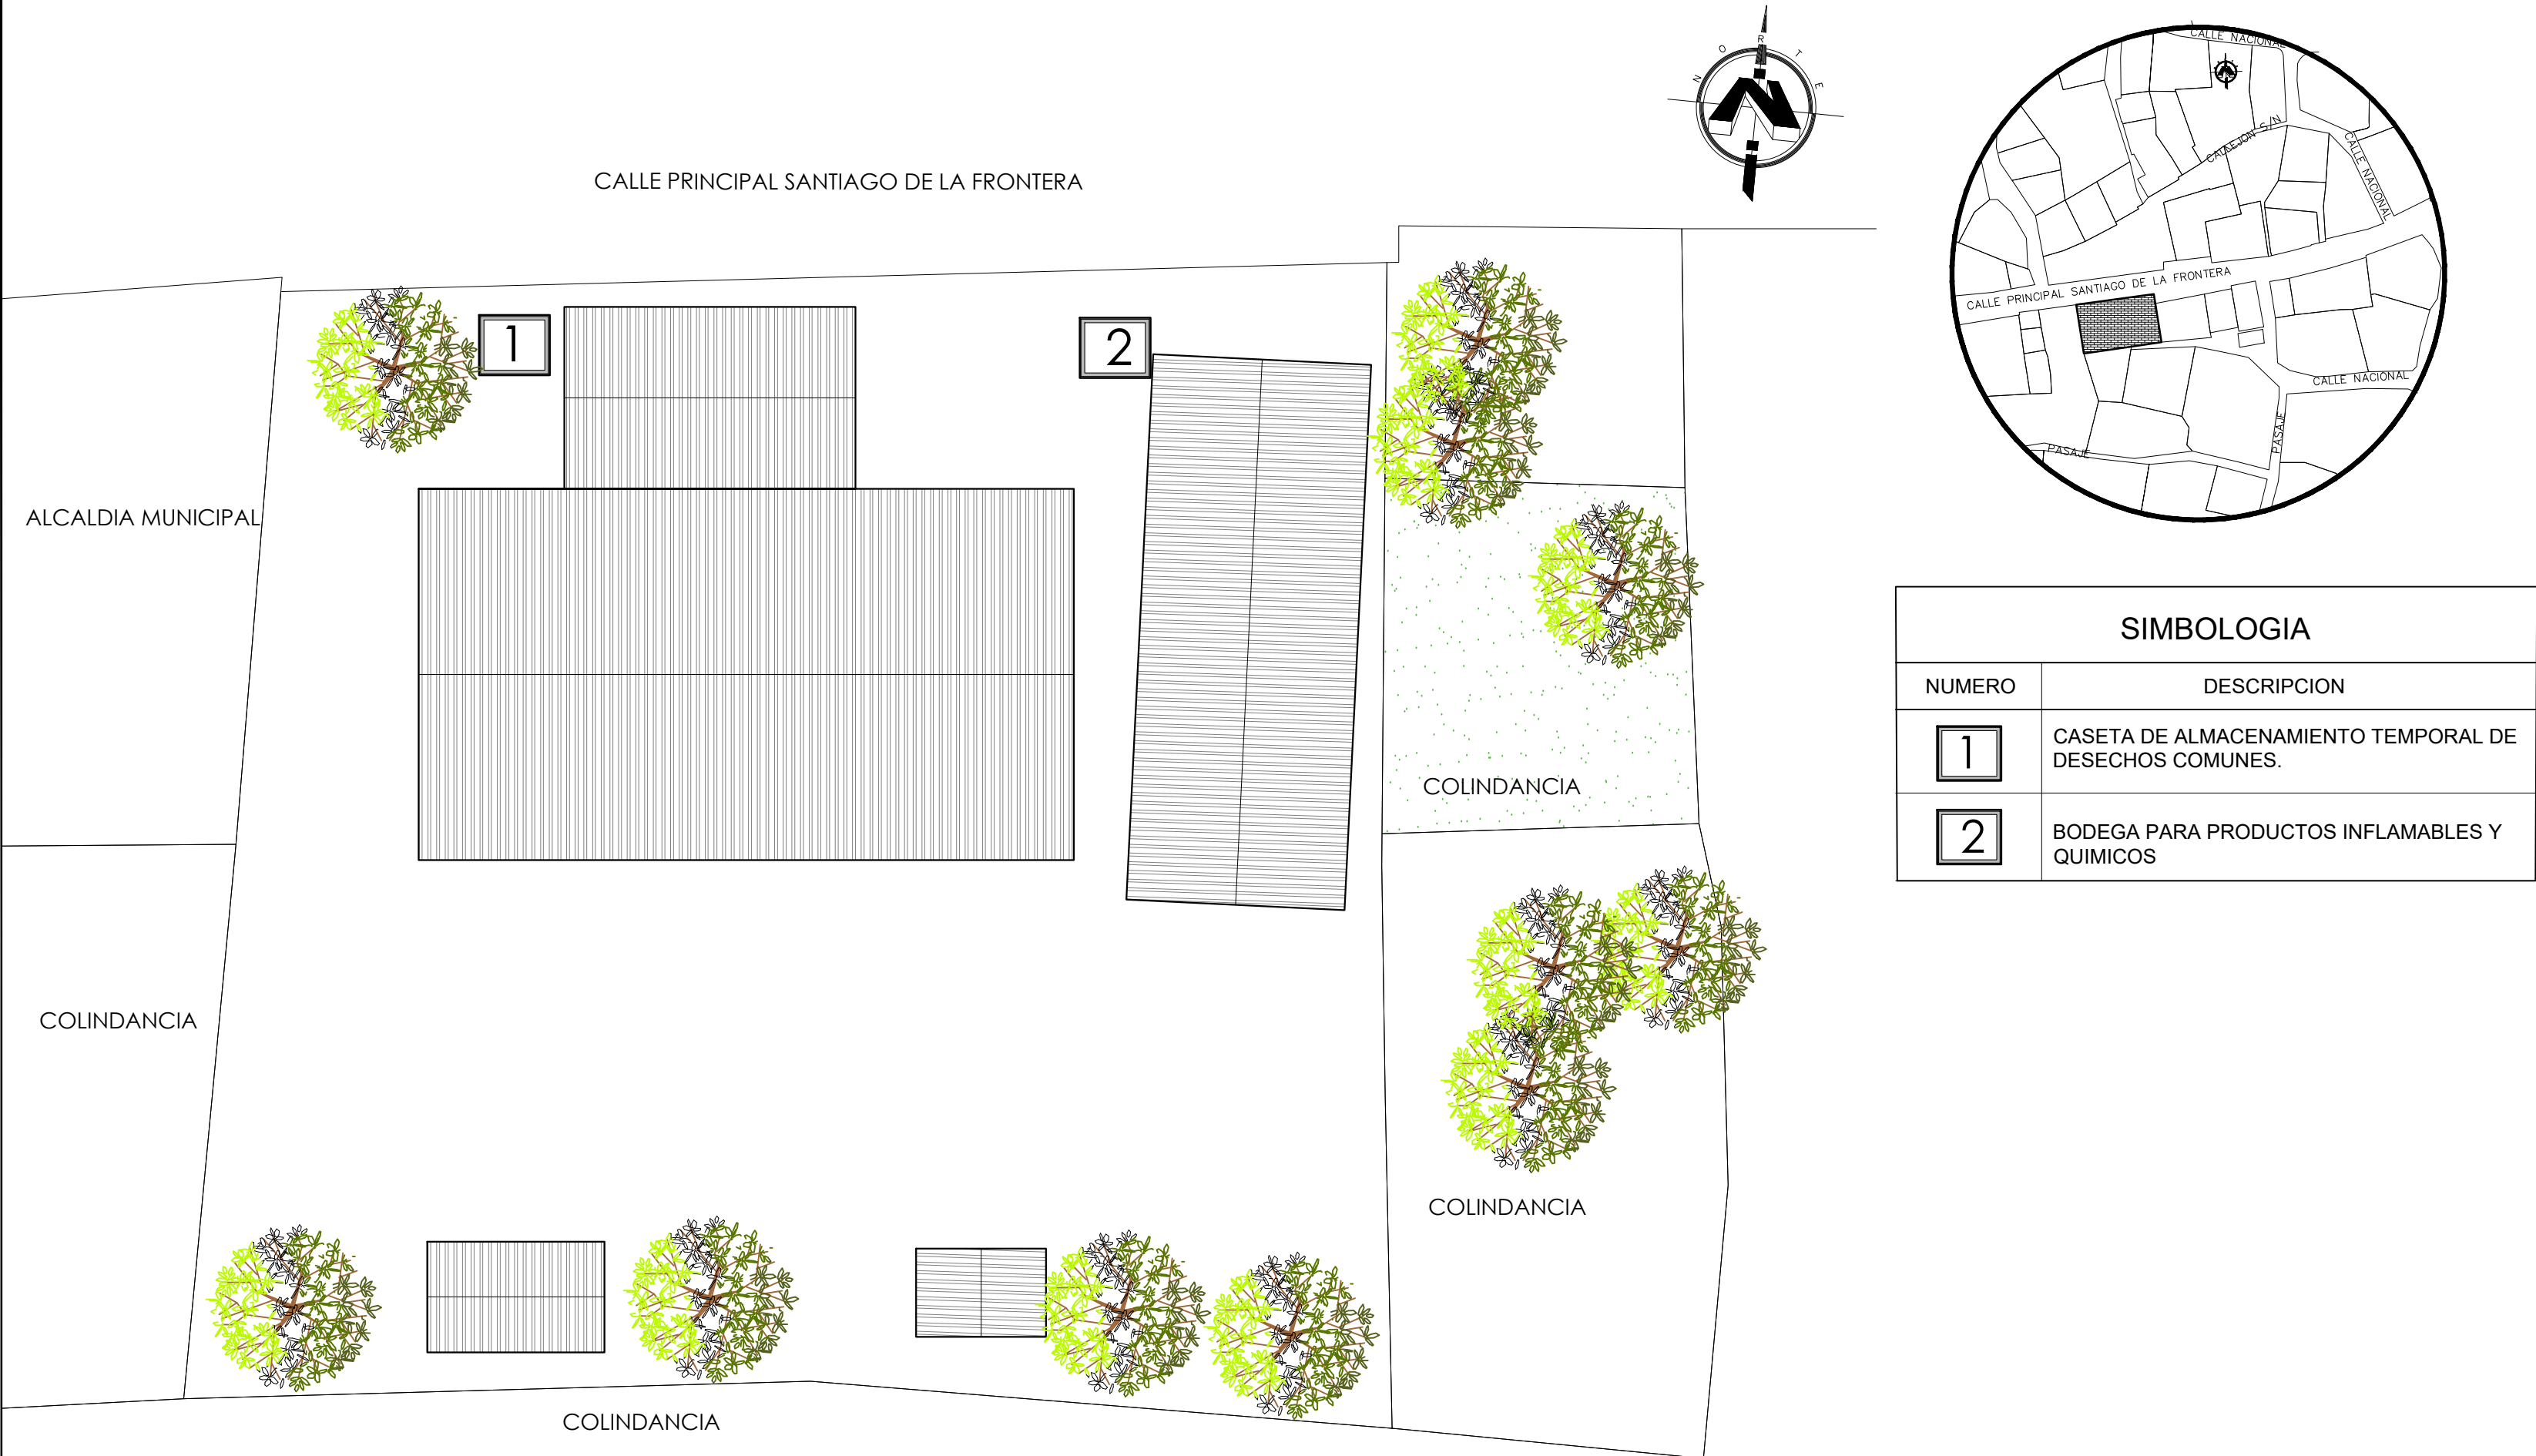 N O R T E
CALLE PRINCIPAL SANTIAGO DE LA FRONTERA
1
2
ALCALDIA MUNICIPAL
COLINDANCIA
COLINDANCIA
COLINDANCIA
COLINDANCIA
CALLE NACIONAL
CALLEJON S/N
CALLE NACIONAL
CALLE PRINCIPAL SANTIAGO DE LA FRONTERA
CALLE NACIONAL
PASAJE
PASAJE
SIMBOLOGIA
NUMERO DESCRIPCION
1 CASETA DE ALMACENAMIENTO TEMPORAL DE
DESECHOS COMUNES.
2 BODEGA PARA PRODUCTOS INFLAMABLES Y
QUIMICOS